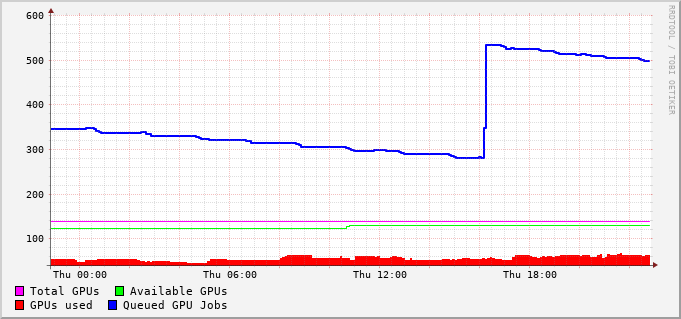 600
500
400
300
200
100
Thu 00:00 Thu 06:00 Thu 12:00 Thu 18:00
Total GPUs Available GPUs
GPUs used Queued GPU Jobs
RRDTOOL / TOBI OETIKER